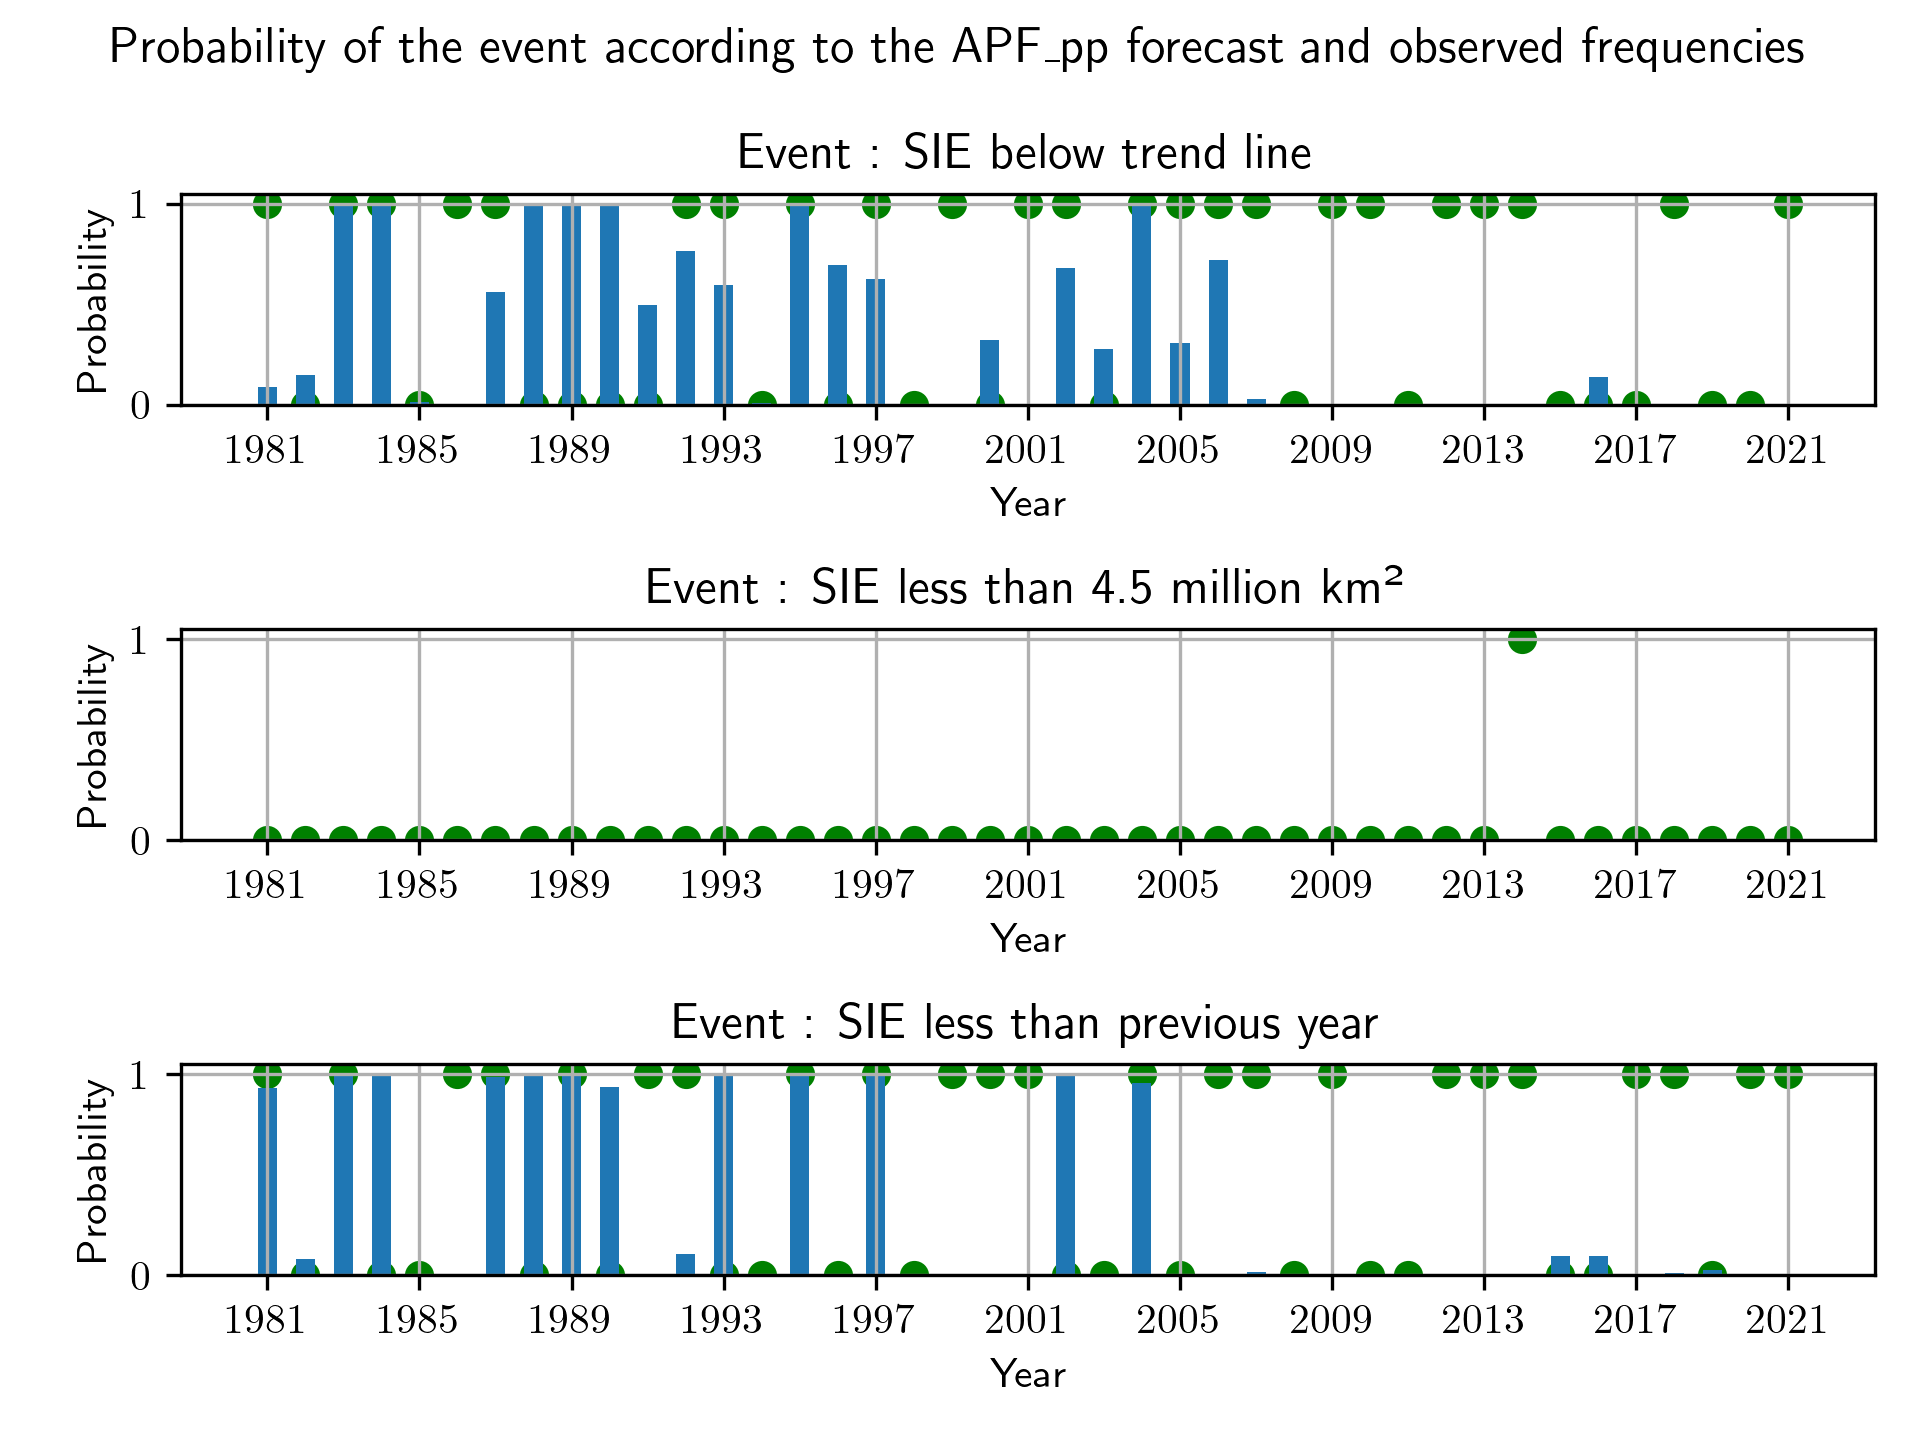 Probability of the event according to the APF_pp forecast and observed frequencies
Event : SIE below trend line
Probability
1
0
1981 1985 1989 1993 1997 2001 2005 2009 2013 2017 2021
Year
Event : SIE less than 4.5 million km²
Probability
1
0
1981 1985 1989 1993 1997 2001 2005 2009 2013 2017 2021
Year
Event : SIE less than previous year
Probability
1
0
1981 1985 1989 1993 1997 2001 2005 2009 2013 2017 2021
Year